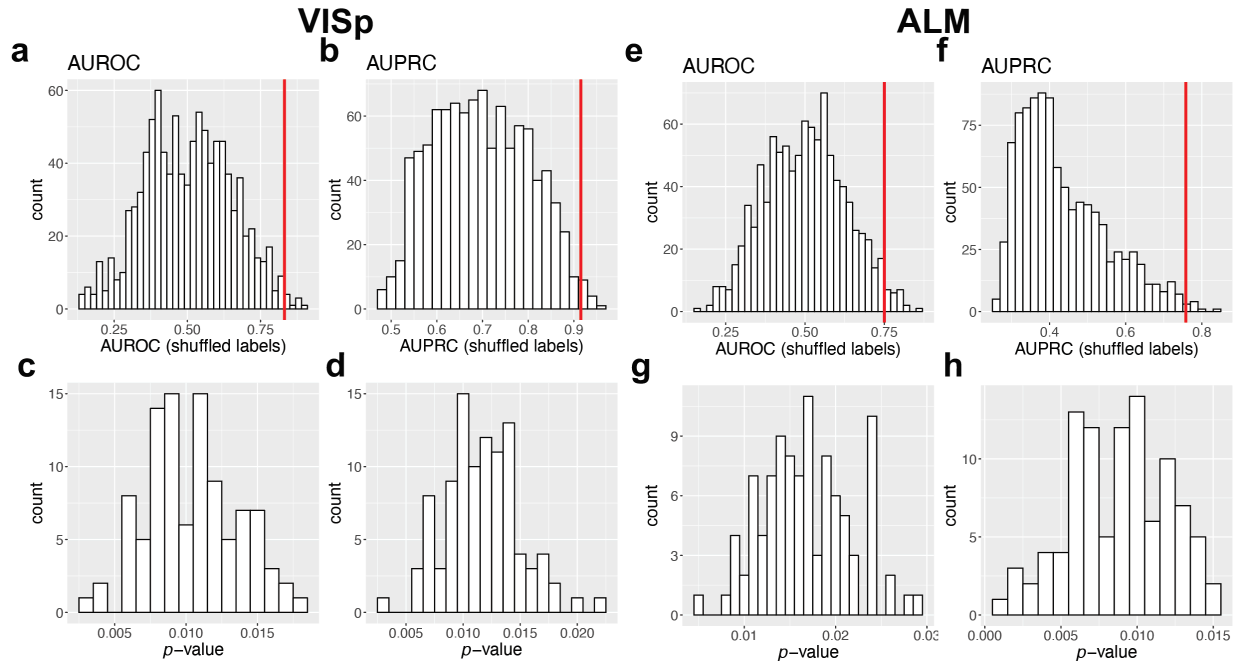 VISp
ALM
a
b
e
f
AUROC
AUPRC
AUROC
AUPRC
count
60
40
20
0
0.25
0.50
0.75
AUROC (shuffled labels)
count
60
40
20
0
0.5
0.6
0.7
0.8
0.9
AUPRC (shuffled labels)
count
60
40
20
0
0.25
0.50
0.75
AUROC (shuffled labels)
count
75
50
25
0
0.4
0.6
0.8
AUPRC (shuffled labels)
c
d
g
h
count
15
10
5
0
0.005
0.010
0.015
p-value
count
15
10
5
0
0.005
0.010
0.015
0.020
p-value
count
9
6
3
0
0.01
0.02
p-value
count
10
5
0
0.000
0.005
0.010
0.015
p-value